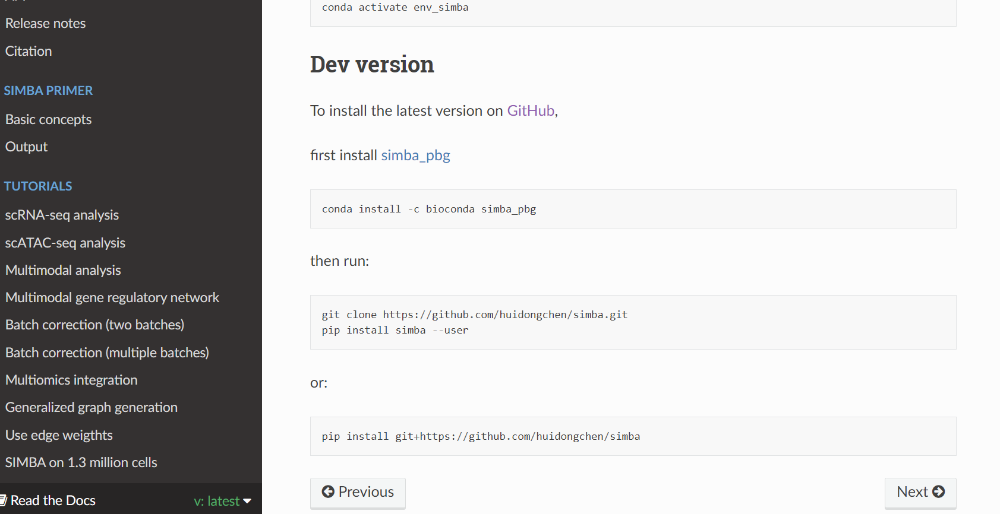 Release notes
Citation
SIMBA PRIMER
Basic concepts
Output
TUTORIALS
scRNA-seq analysis
scATAC-seq analysis
Multimodal analysis
Multimodal gene regulatory network
Batch correction (two batches)
Batch correction (multiple batches)
Multiomics integration
Generalized graph generation
Use edge weigthts
SIMBA on 1.3 million cells
Read the Docs
v: latest
conda activate env_simba
Dev version
To install the latest version on GitHub,
first install simba_pbg
conda install -c bioconda simba_pbg
then run:
git clone https://github.com/huidongchen/simba.git
pip install simba --user
or:
pip install git+https://github.com/huidongchen/simba
Previous
Next